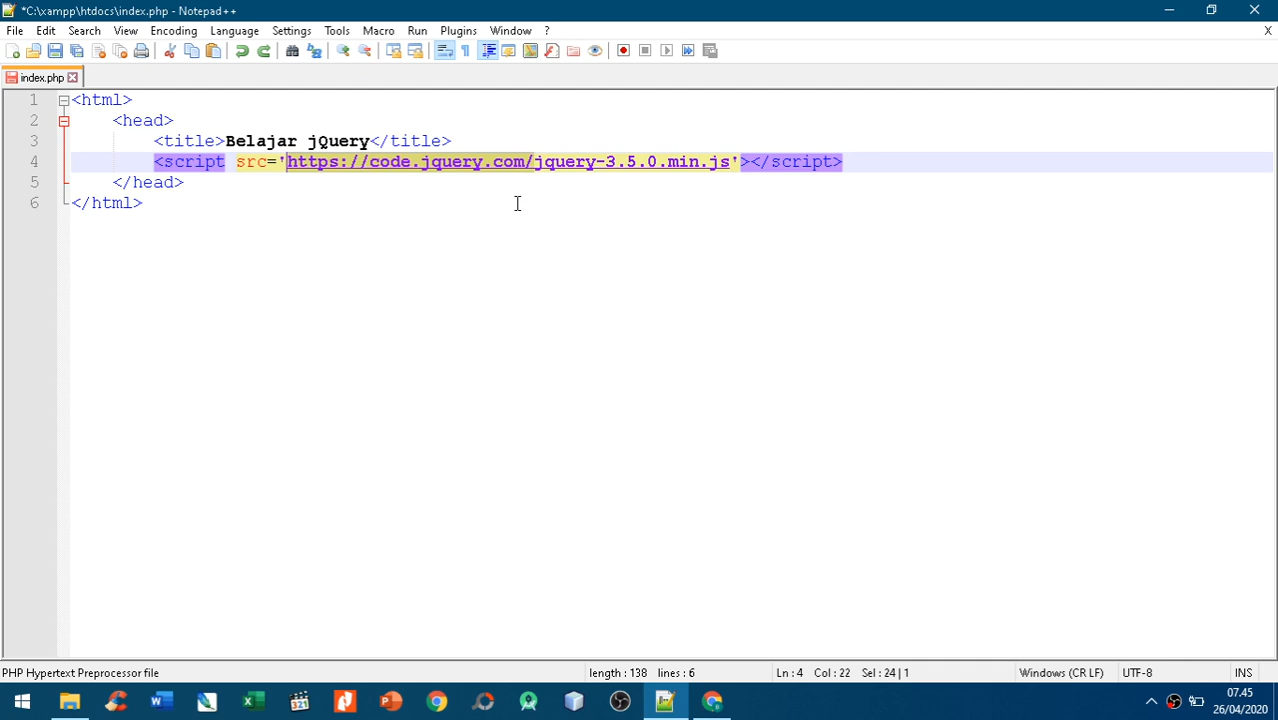 *C:\xampp\htdocs\index.php - Notepad++
File Edit Search View Encoding Language Settings Tools Macro Run Plugins Window ? X
index.php
1 <html>
2 <head>
3 <title>Belajar jQuery</title>
4 <script src='https://code.jquery.com/jquery-3.5.0.min.js'></script>
5 </head>
6 </html>
PHP Hypertext Preprocessor file length : 138 lines : 6 Ln : 4 Col : 22 Sel : 24 | 1 Windows (CR LF) UTF-8 INS
321
07.45
26/04/2020